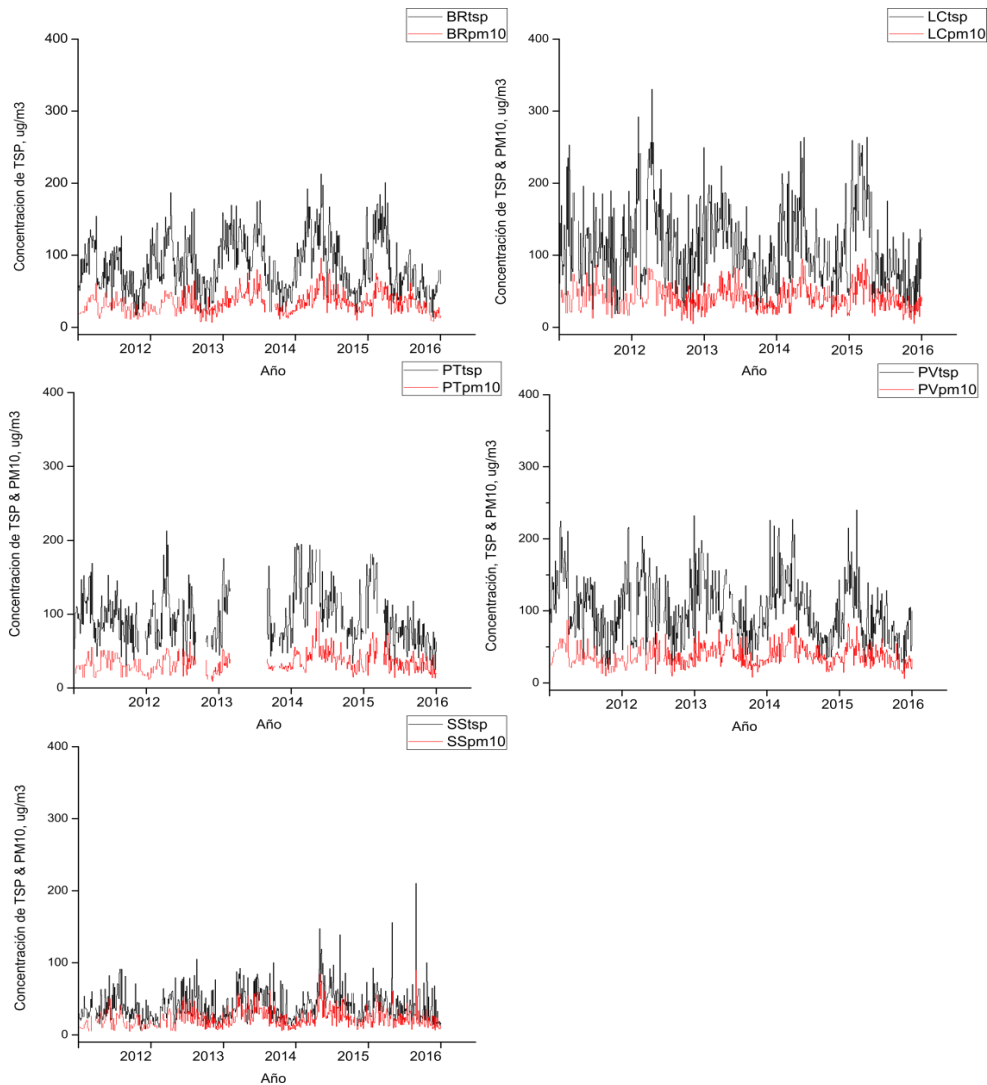 BRtsp
BRpm10
Concentracion de TSP, ug/m3
400
300
200
100
0
2012 2013 2014 2015 2016
Año
LCtsp
LCpm10
Concentración de TSP & PM10, ug/m3
400
300
200
100
0
2012 2013 2014 2015 2016
Año
PTtsp
PTpm10
Concentracion de TSP & PM10, ug/m3
400
300
200
100
0
2012 2013 2014 2015 2016
Año
PVtsp
PVpm10
Concentración, TSP & PM10, ug/m3
400
300
200
100
0
2012 2013 2014 2015 2016
Año
SStsp
SSpm10
Concentración de TSP & PM10, ug/m3
400
300
200
100
0
2012 2013 2014 2015 2016
Año